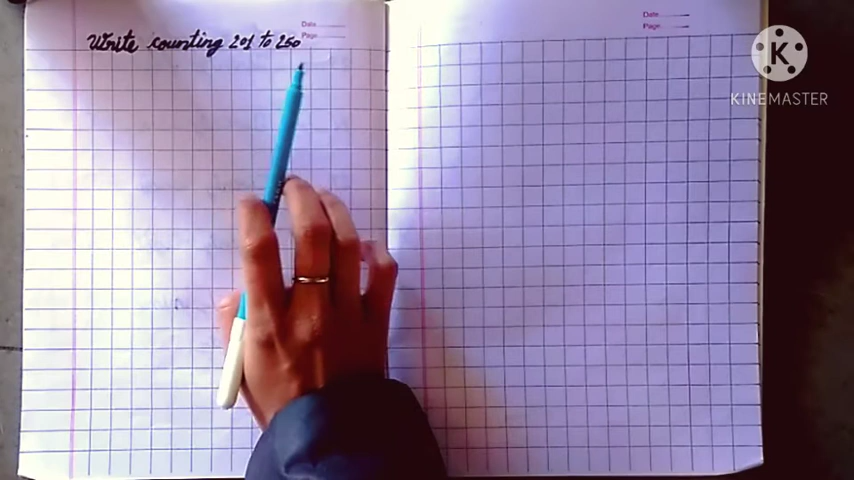 Date
Page
Write counting 201 to 250
Date
Page
K
KINEMASTER